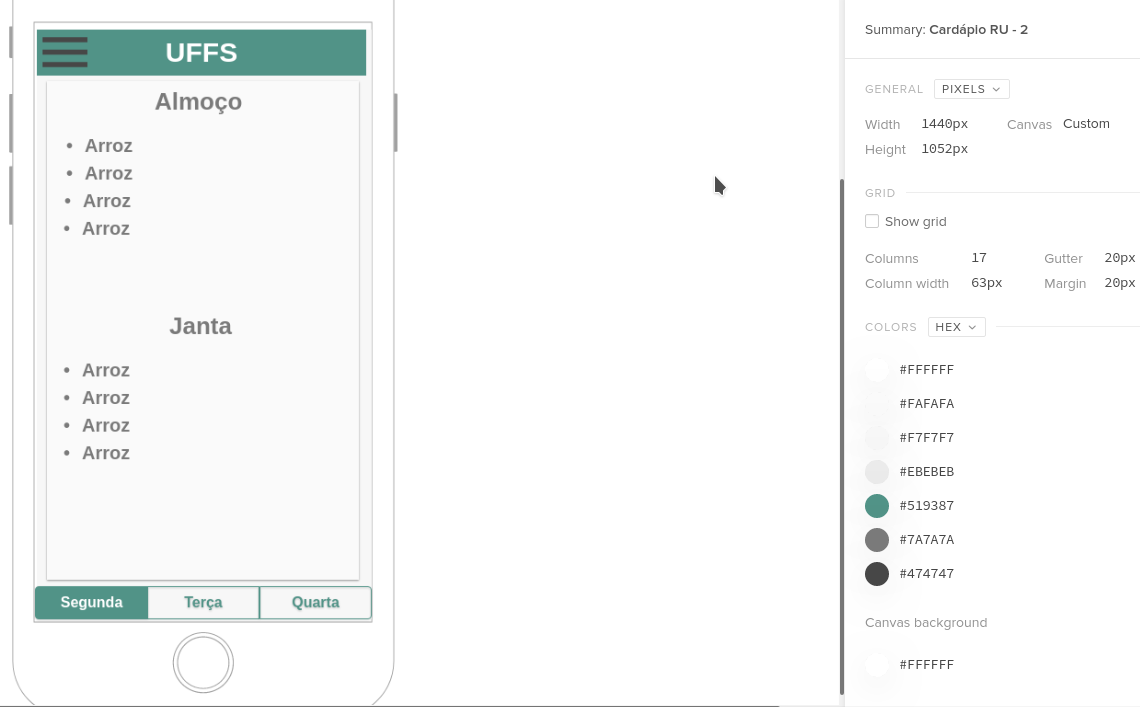 UFFS
Almoço
• Arroz
• Arroz
• Arroz
• Arroz
Janta
• Arroz
• Arroz
• Arroz
• Arroz
Segunda Terça Quarta
Summary: Cardápio RU - 2
GENERAL PIXELS
Width 1440px Canvas Custom
Height 1052px
GRID
Show grid
Columns 17 Gutter 20px
Column width 63px Margin 20px
COLORS HEX
#FFFFFF
#FAFAFA
#F7F7F7
#EBEBEB
#519387
#7A7A7A
#474747
Canvas background
#FFFFFF